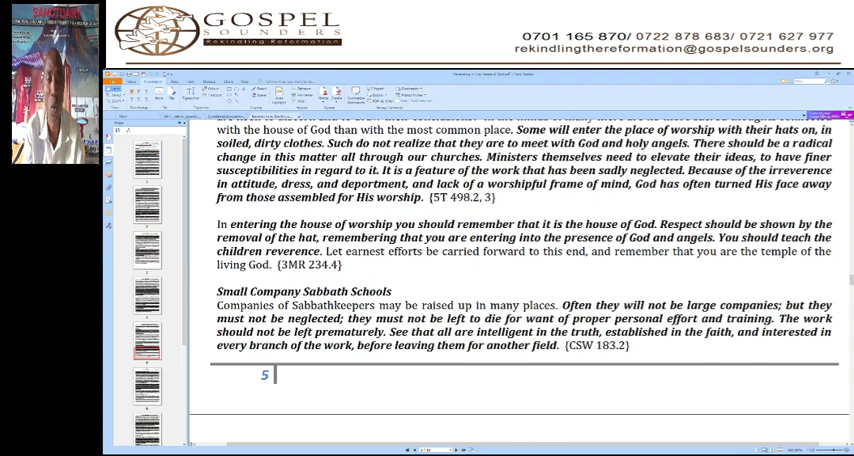 SANCTUARY
GOSPEL
SOUNDERS
Rekindling Reformation
0701 165 870/ 0722 878 683/ 0721 627 977
rekindlingthereformation@gospelsounders.org
with the house of God than with the most common place. Some will enter the place of worship with their hats on, in
soiled, dirty clothes. Such do not realize that they are to meet with God and holy angels. There should be a radical
change in this matter all through our churches. Ministers themselves need to elevate their ideas, to have finer
susceptibilities in regard to it. It is a feature of the work that has been sadly neglected. Because of the irreverence
in attitude, dress, and deportment, and lack of a worshipful frame of mind, God has often turned His face away
from those assembled for His worship. {5T 498.2, 3}
In entering the house of worship you should remember that it is the house of God. Respect should be shown by the
removal of the hat, remembering that you are entering into the presence of God and angels. You should teach the
children reverence. Let earnest efforts be carried forward to this end, and remember that you are the temple of the
living God. {3MR 234.4}
Small Company Sabbath Schools
Companies of Sabbathkeepers may be raised up in many places. Often they will not be large companies; but they
must not be neglected; they must not be left to die for want of proper personal effort and training. The work
should not be left prematurely. See that all are intelligent in the truth, established in the faith, and interested in
every branch of the work, before leaving them for another field. {CSW 183.2}
5